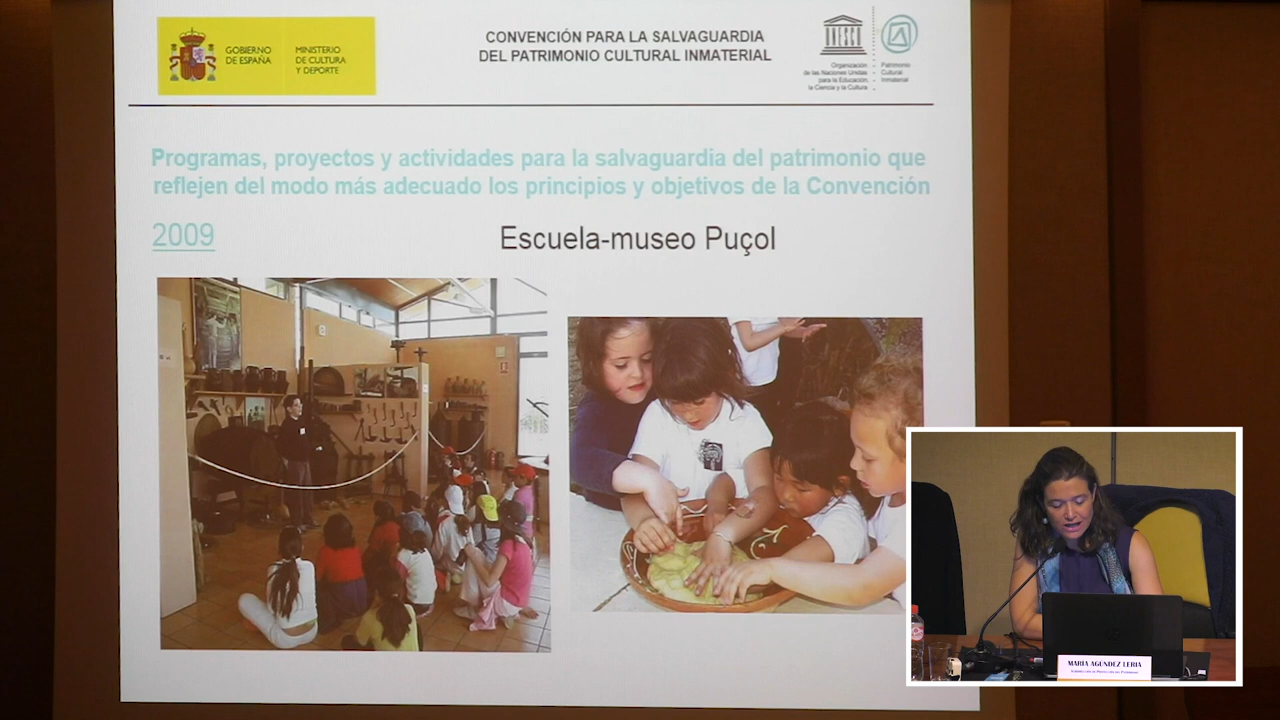 GOBIERNO
DE ESPAÑA
MINISTERIO
DE CULTURA
Y DEPORTE
CONVENCIÓN PARA LA SALVAGUARDIA
DEL PATRIMONIO CULTURAL INMATERIAL
UNESCO
Organización
de las Naciones Unidas
para la Educación,
la Ciencia y la Cultura
Patrimonio
Cultural
Inmaterial
Programas, proyectos y actividades para la salvaguardia del patrimonio que
reflejen del modo más adecuado los principios y objetivos de la Convención
2009
Escuela-museo Puçol
MARÍA AGÚNDEZ LERIA